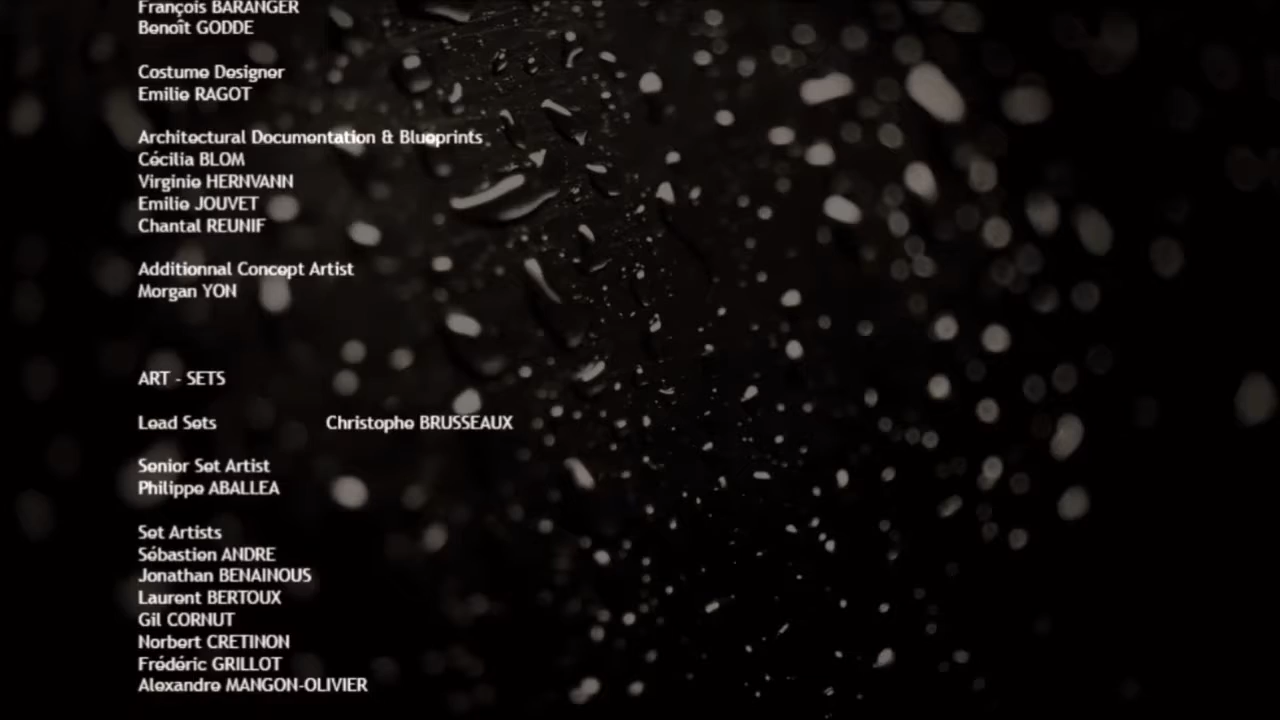 François BARANGER
Benoît GODDE
Costume Designer
Emilie RAGOT
Architectural Documentation & Blueprints
Cécilia BLOM
Virginie HERNVANN
Emilie JOUVET
Chantal REUNIF
Additionnal Concept Artist
Morgan YON
ART - SETS
Lead Sets Christophe BRUSSEAUX
Senior Set Artist
Philippe ABALLEA
Set Artists
Sébastien ANDRE
Jonathan BENAINOUS
Laurent BERTOUX
Gil CORNUT
Norbert CRETINON
Frédéric GRILLOT
Alexandre MANGON-OLIVIER